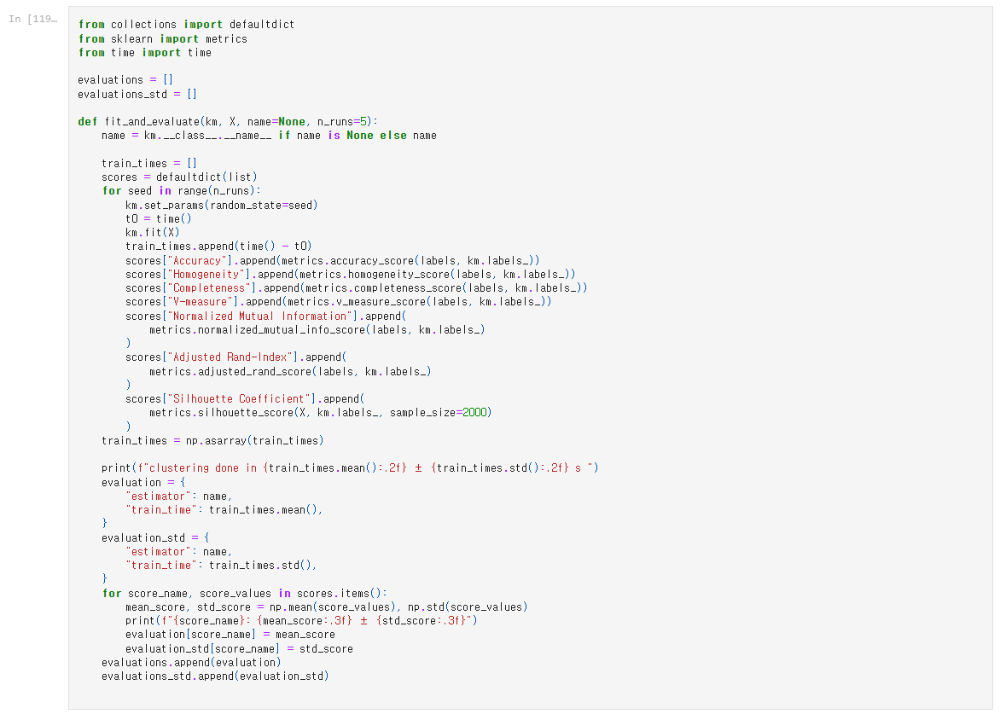 In [119…
from collections import defaultdict
from sklearn import metrics
from time import time
evaluations = []
evaluations_std = []
def fit_and_evaluate(km, X, name=None, n_runs=5):
name = km.__class__.__name__ if name is None else name
train_times = []
scores = defaultdict(list)
for seed in range(n_runs):
km.set_params(random_state=seed)
t0 = time()
km.fit(X)
train_times.append(time() - t0)
scores["Accuracy"].append(metrics.accuracy_score(labels, km.labels_))
scores["Homogeneity"].append(metrics.homogeneity_score(labels, km.labels_))
scores["Completeness"].append(metrics.completeness_score(labels, km.labels_))
scores["V-measure"].append(metrics.v_measure_score(labels, km.labels_))
scores["Normalized Mutual Information"].append(
metrics.normalized_mutual_info_score(labels, km.labels_)
)
scores["Adjusted Rand-Index"].append(
metrics.adjusted_rand_score(labels, km.labels_)
)
scores["Silhouette Coefficient"].append(
metrics.silhouette_score(X, km.labels_, sample_size=2000)
)
train_times = np.asarray(train_times)
print(f"clustering done in {train_times.mean():.2f} ± {train_times.std():.2f} s ")
evaluation = {
"estimator": name,
"train_time": train_times.mean(),
}
evaluation_std = {
"estimator": name,
"train_time": train_times.std(),
}
for score_name, score_values in scores.items():
mean_score, std_score = np.mean(score_values), np.std(score_values)
print(f"{score_name}: {mean_score:.3f} ± {std_score:.3f}")
evaluation[score_name] = mean_score
evaluation_std[score_name] = std_score
evaluations.append(evaluation)
evaluations_std.append(evaluation_std)